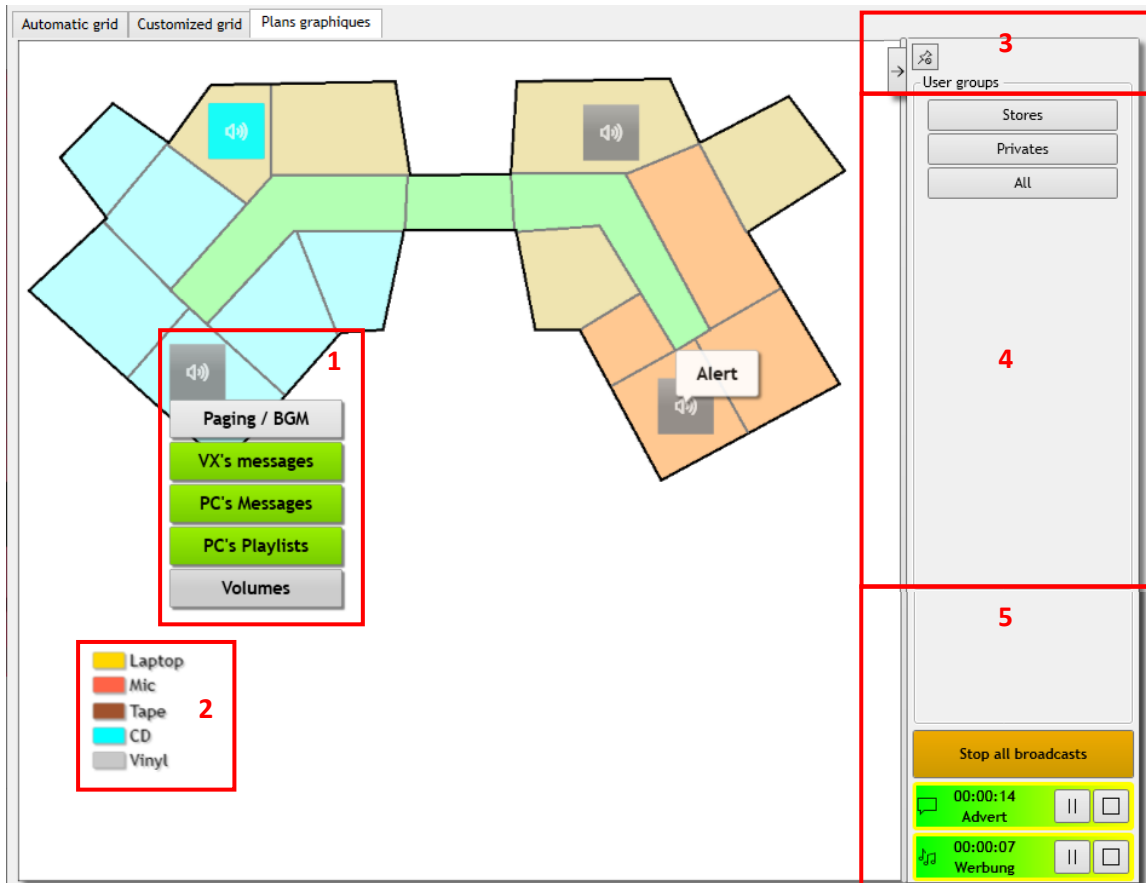 Automatic grid
Customized grid
Plans graphiques
3
User groups
Stores
Privates
All
4
Alert
1
Paging / BGM
VX's messages
PC's Messages
PC's Playlists
Volumes
5
2
Laptop
Mic
Tape
CD
Vinyl
Stop all broadcasts
00:00:14
Advert
00:00:07
Werbung